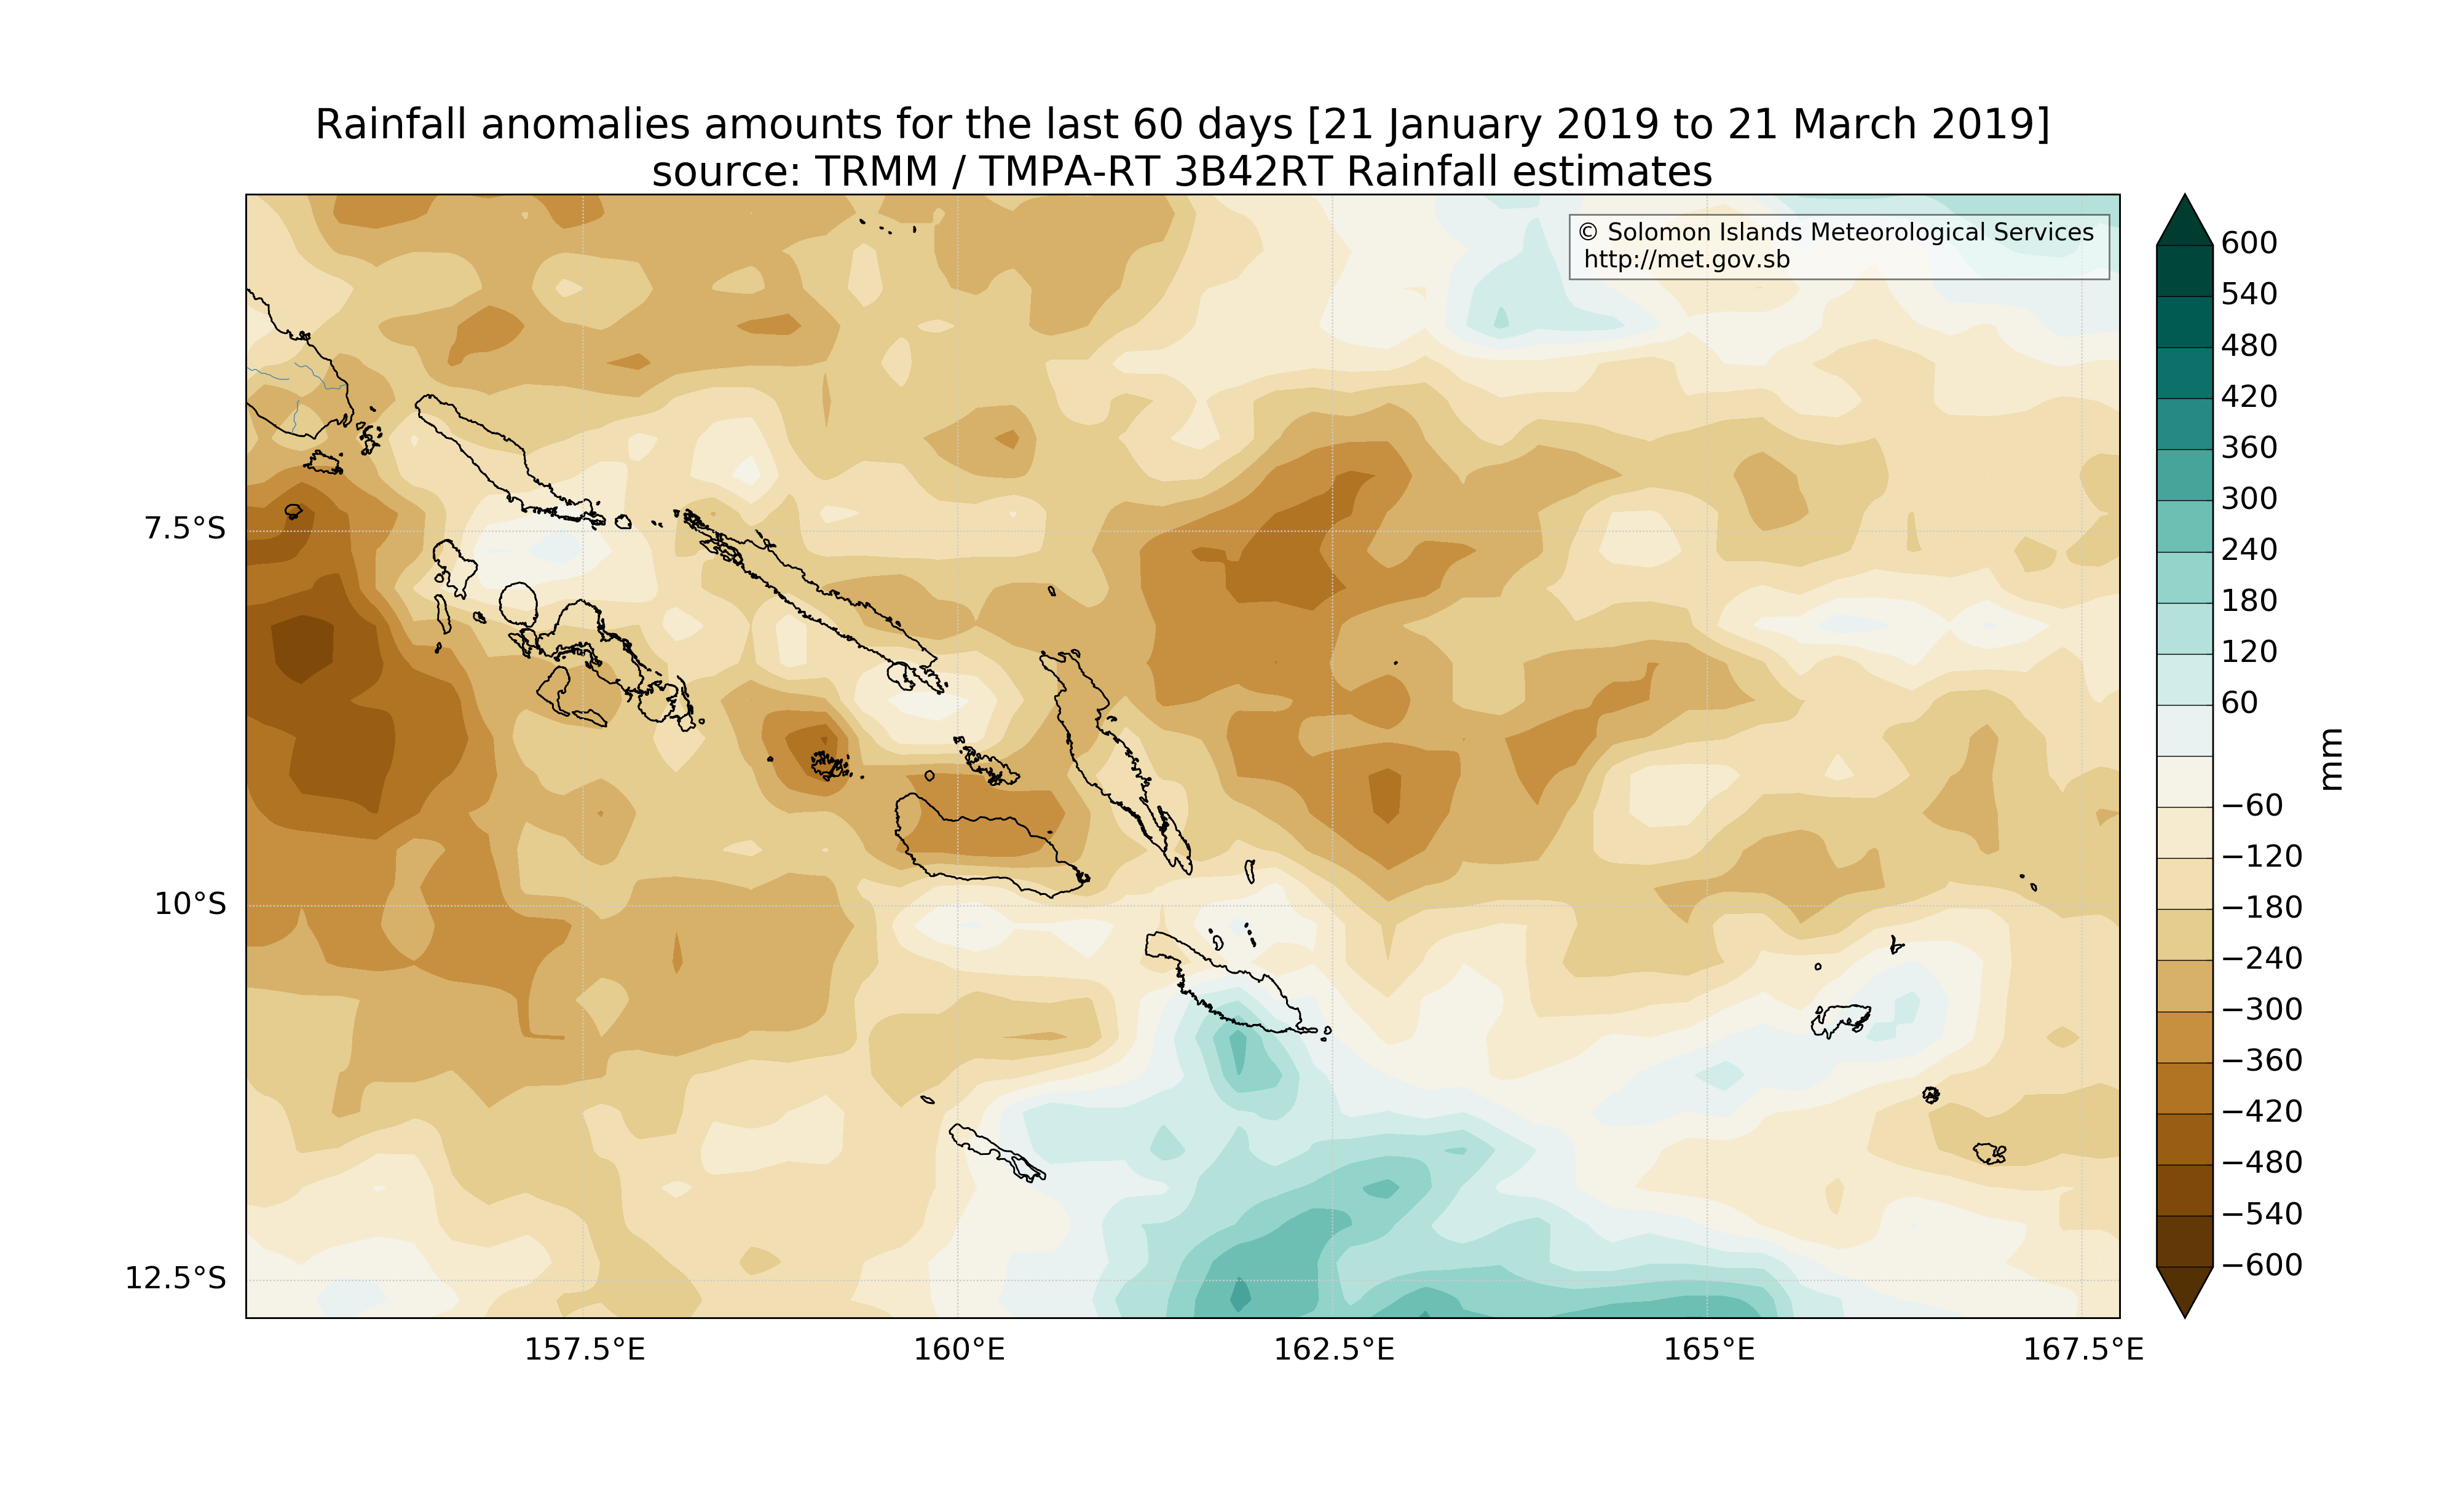 Rainfall anomalies amounts for the last 60 days [21 January 2019 to 21 March 2019]
source: TRMM / TMPA-RT 3B42RT Rainfall estimates
© Solomon Islands Meteorological Services
http://met.gov.sb
7.5°S
10°S
12.5°S
157.5°E
160°E
162.5°E
165°E
167.5°E
600
540
480
420
360
300
240
180
120
60
−60
−120
−180
−240
−300
−360
−420
−480
−540
−600
mm